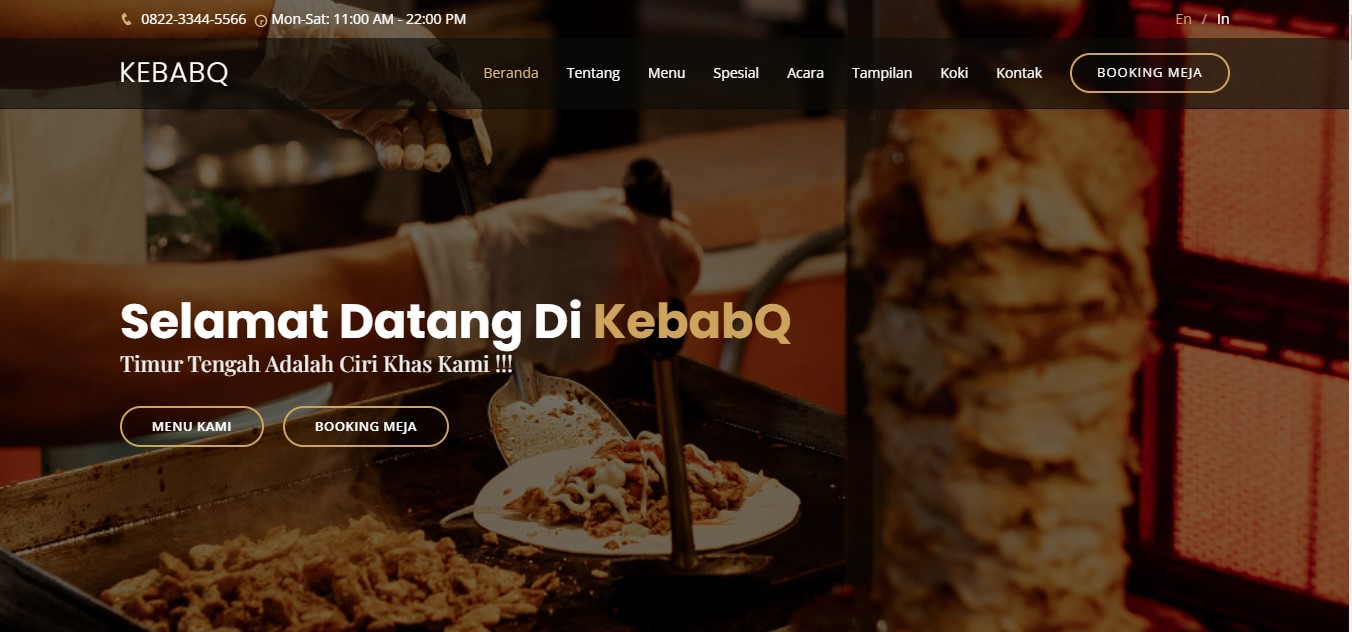 0822-3344-5566 Mon-Sat: 11:00 AM - 22:00 PM En / In
KEBABQ Beranda Tentang Menu Spesial Acara Tampilan Koki Kontak BOOKING MEJA
Selamat Datang Di KebabQ
Timur Tengah Adalah Ciri Khas Kami !!!
MENU KAMI BOOKING MEJA